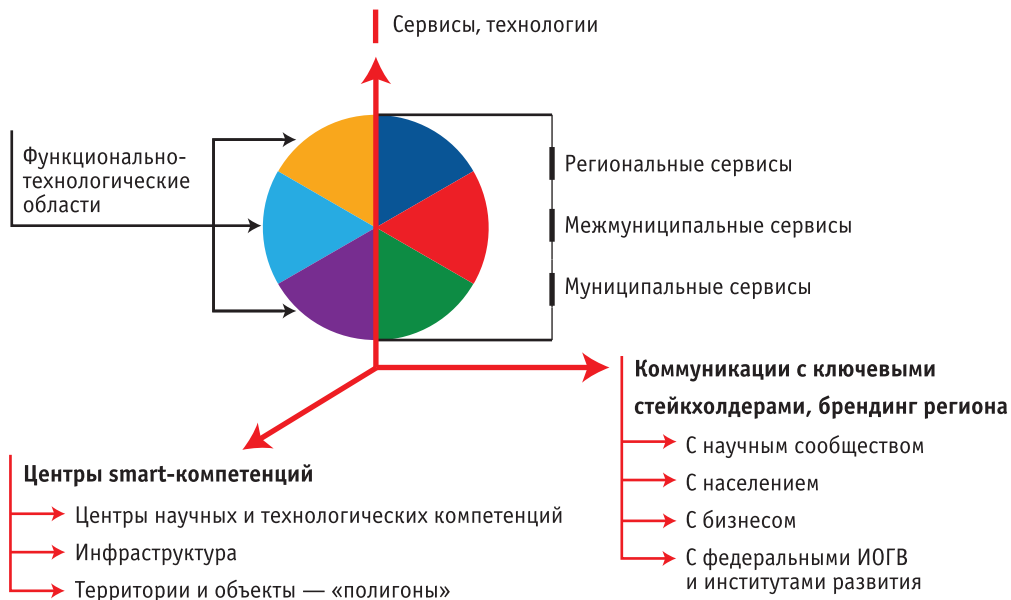 Сервисы, технологии
Функционально-
технологические
области
Региональные сервисы
Межмуниципальные сервисы
Муниципальные сервисы
Коммуникации с ключевыми
стейкхолдерами, брендинг региона
С научным сообществом
С населением
С бизнесом
С федеральными ИОГВ
и институтами развития
Центры smart-компетенций
Центры научных и технологических компетенций
Инфраструктура
Территории и объекты — «полигоны»